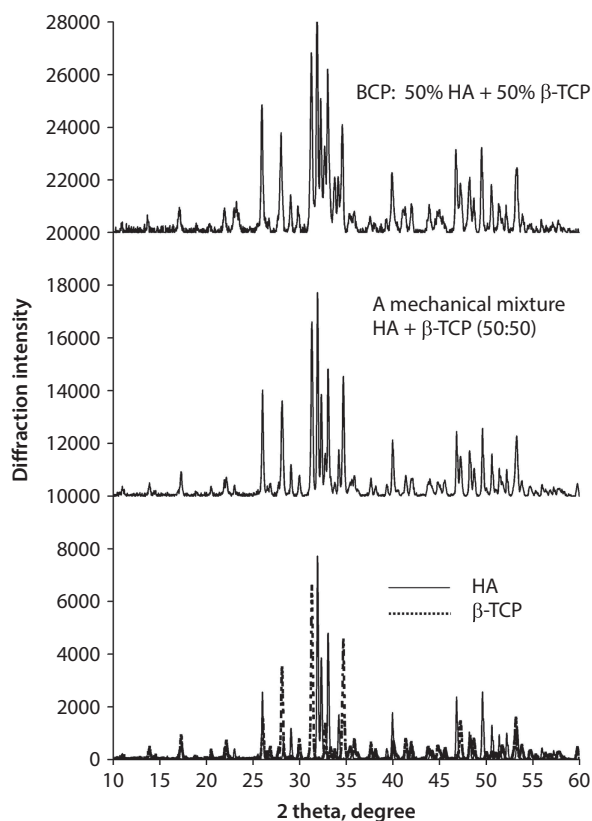 28000
26000
BCP: 50% HA + 50% β-TCP
24000
22000
20000
18000
A mechanical mixture
HA + β-TCP (50:50)
16000
14000
12000
10000
Diffraction intensity
8000
HA
β-TCP
6000
4000
2000
0
10 15 20 25 30 35 40 45 50 55 60
2 theta, degree